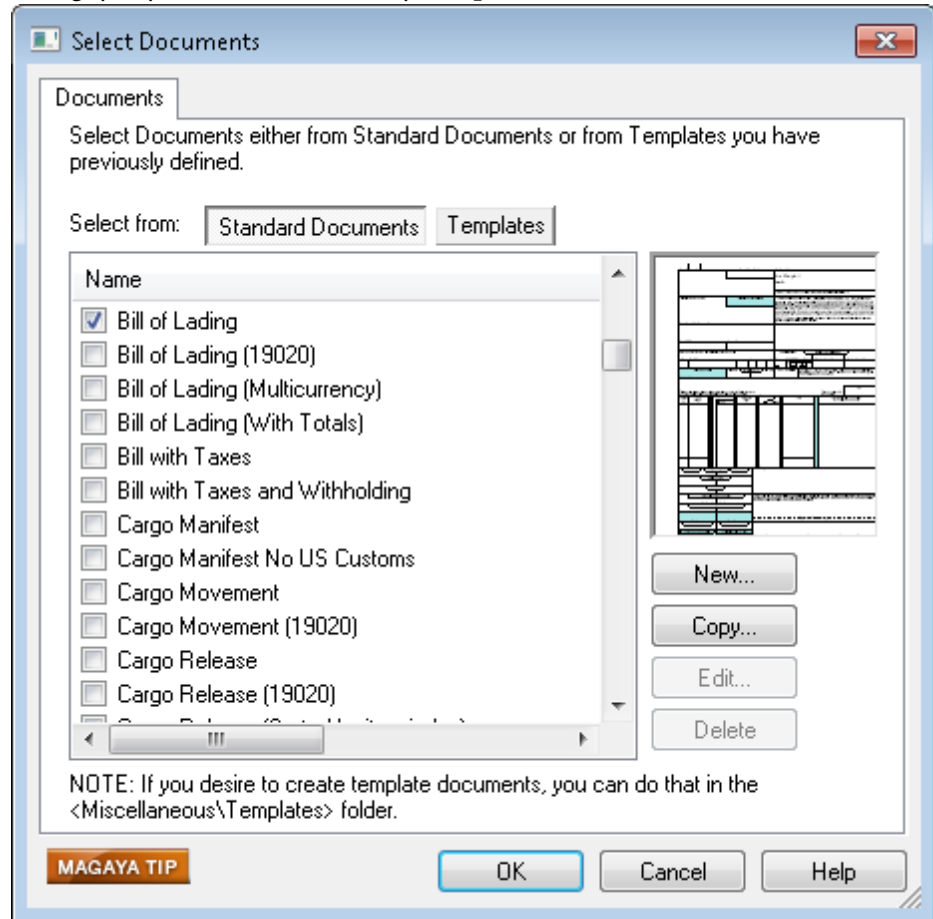 Select Documents
Documents
Select Documents either from Standard Documents or from Templates you have
previously defined.
Select from: Standard Documents Templates
Name
Bill of Lading
Bill of Lading (19020)
Bill of Lading (Multicurrency)
Bill of Lading (With Totals)
Bill with Taxes
Bill with Taxes and Withholding
Cargo Manifest
Cargo Manifest No US Customs
Cargo Movement
Cargo Movement (19020)
Cargo Release
Cargo Release (19020)
New...
Copy...
Edit...
Delete
NOTE: If you desire to create template documents, you can do that in the
<Miscellaneous\Templates> folder.
MAGAYA TIP
OK Cancel Help